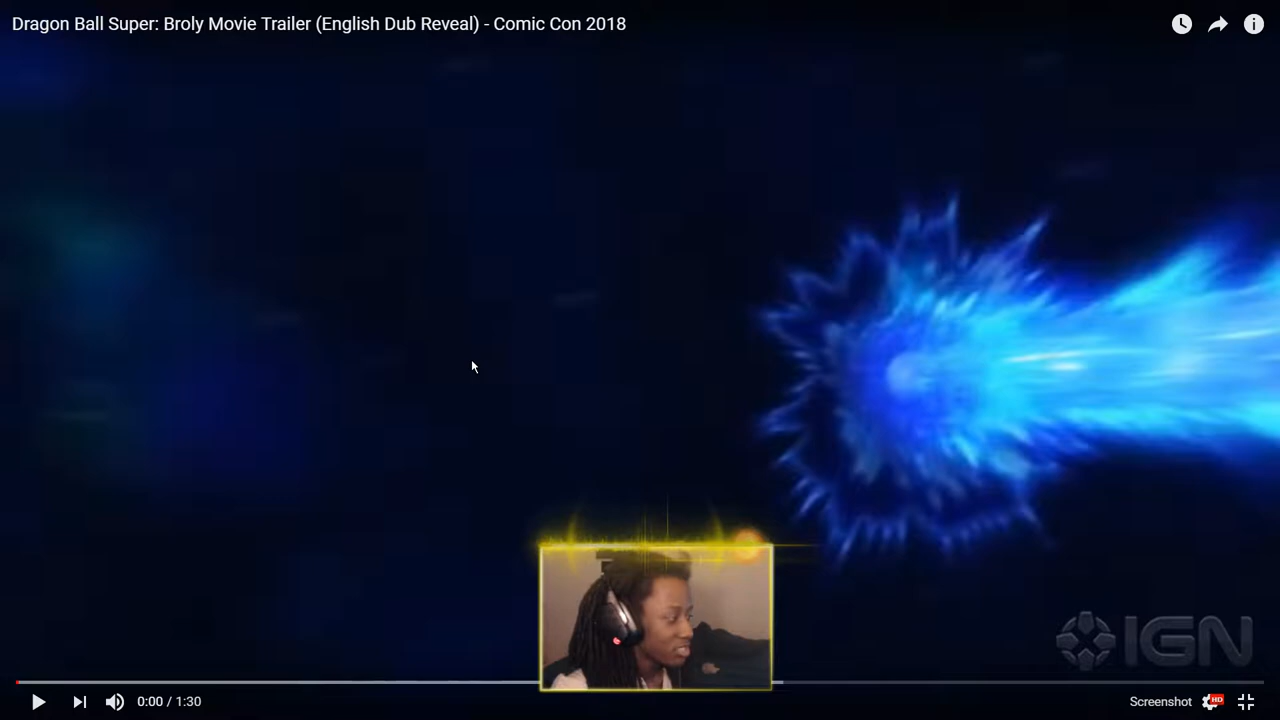 Dragon Ball Super: Broly Movie Trailer (English Dub Reveal) - Comic Con 2018
IGN
0:00 / 1:30
Screenshot
HD